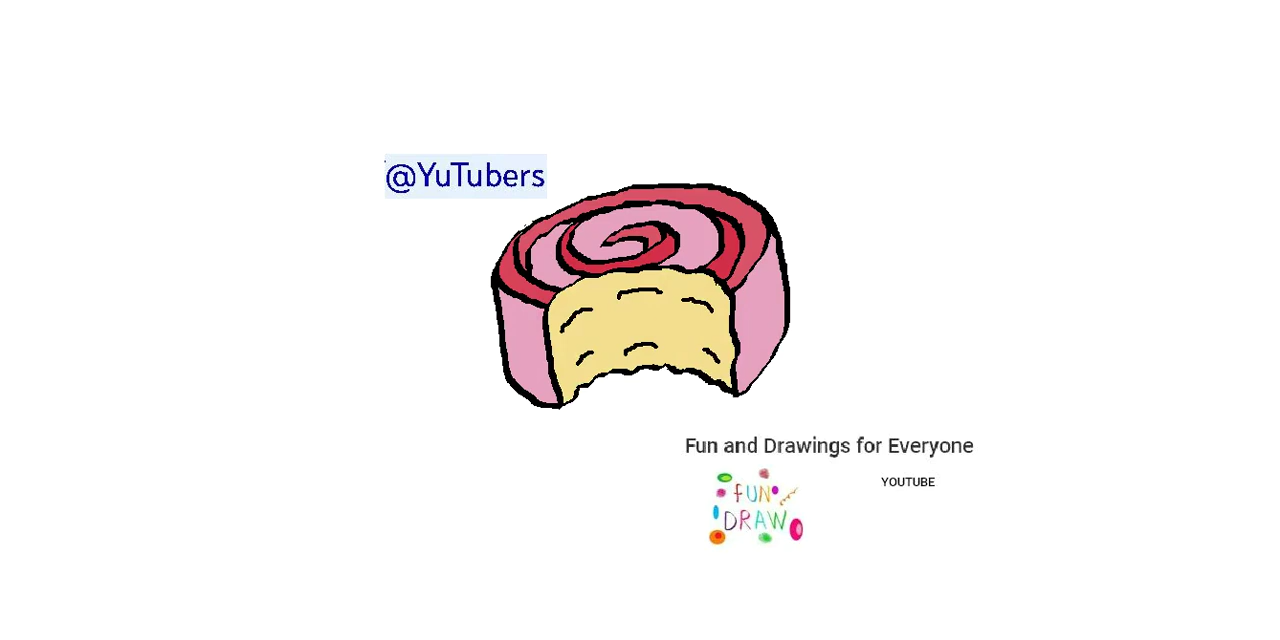 @YuTubers
Fun and Drawings for Everyone
YOUTUBE
FUN
DRAW